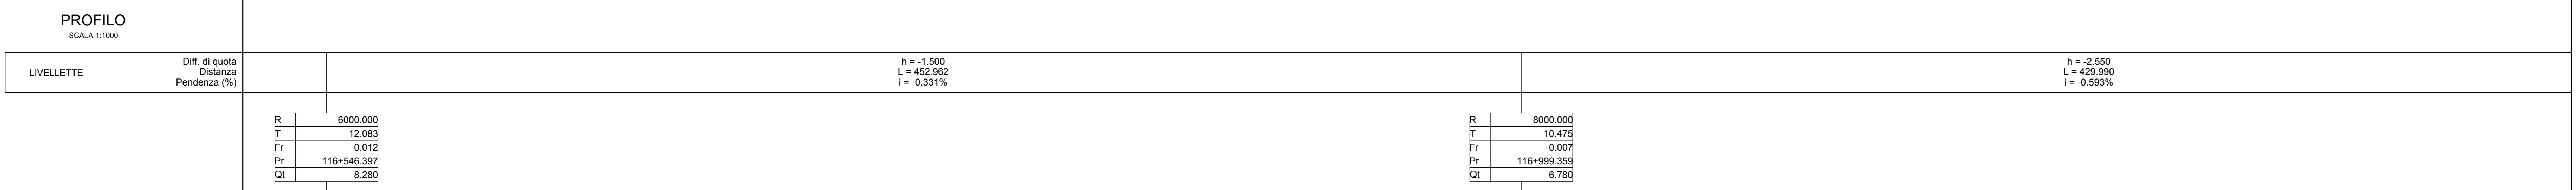 PROFILO
SCALA 1:1000
LIVELLETTE
Diff. di quota
Distanza
Pendenza (%)
h = -1.500
L = 452.962
i = -0.331%
h = -2.550
L = 429.990
i = -0.593%
R 6000.000
T 12.083
Fr 0.012
Pr 116+546.397
Qt 8.280
R 8000.000
T 10.475
Fr -0.007
Pr 116+999.359
Qt 6.780